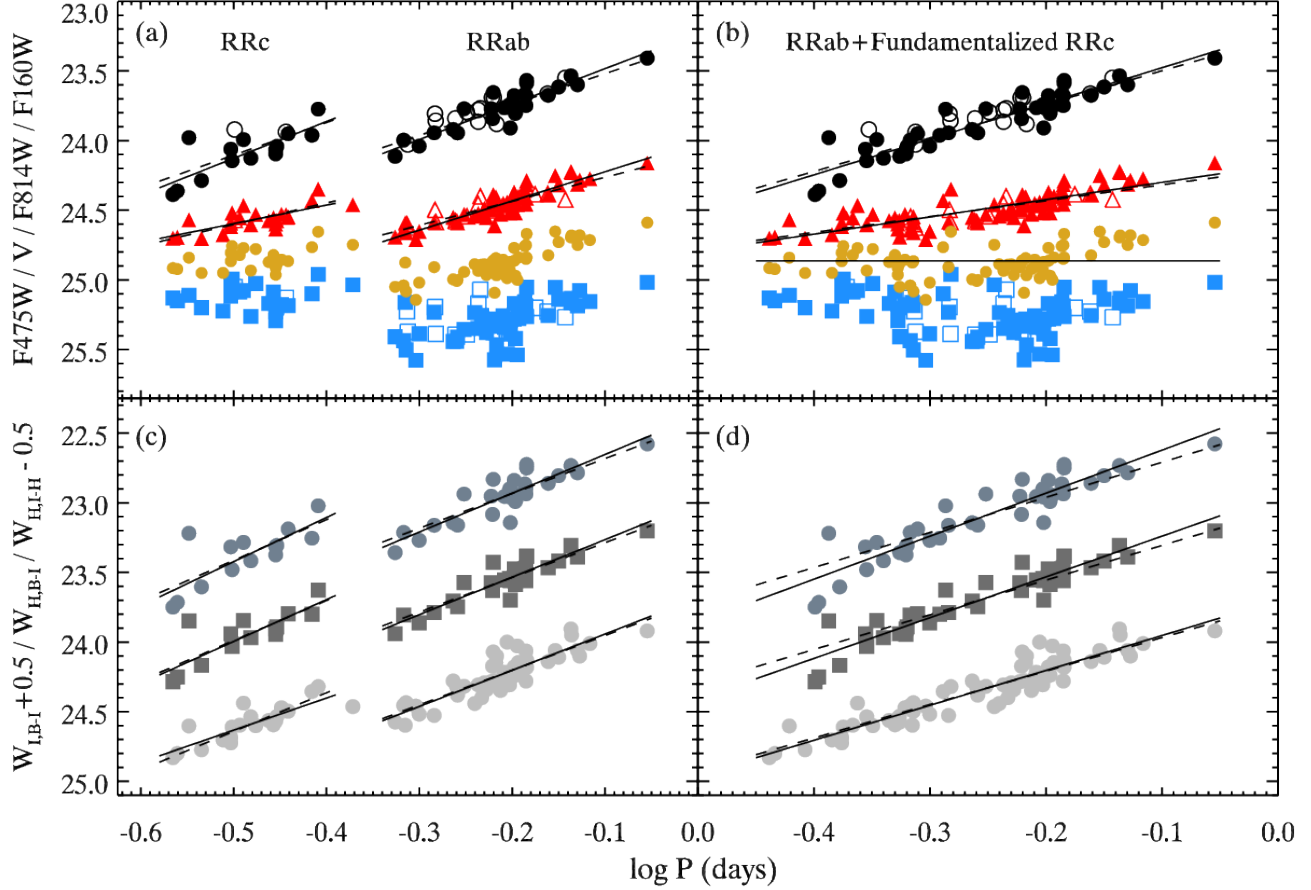 (a)
RRc
RRab
(b)
RRab+Fundamentalized RRc
F475W / V / F814W / F160W
23.0
23.5
24.0
24.5
25.0
25.5
(c)
(d)
W_{I,B-I}+0.5 / W_{H,B-I} / W_{H,I-H} - 0.5
22.5
23.0
23.5
24.0
24.5
25.0
-0.6 -0.5 -0.4 -0.3 -0.2 -0.1 0.0 -0.4 -0.3 -0.2 -0.1 0.0
log P (days)